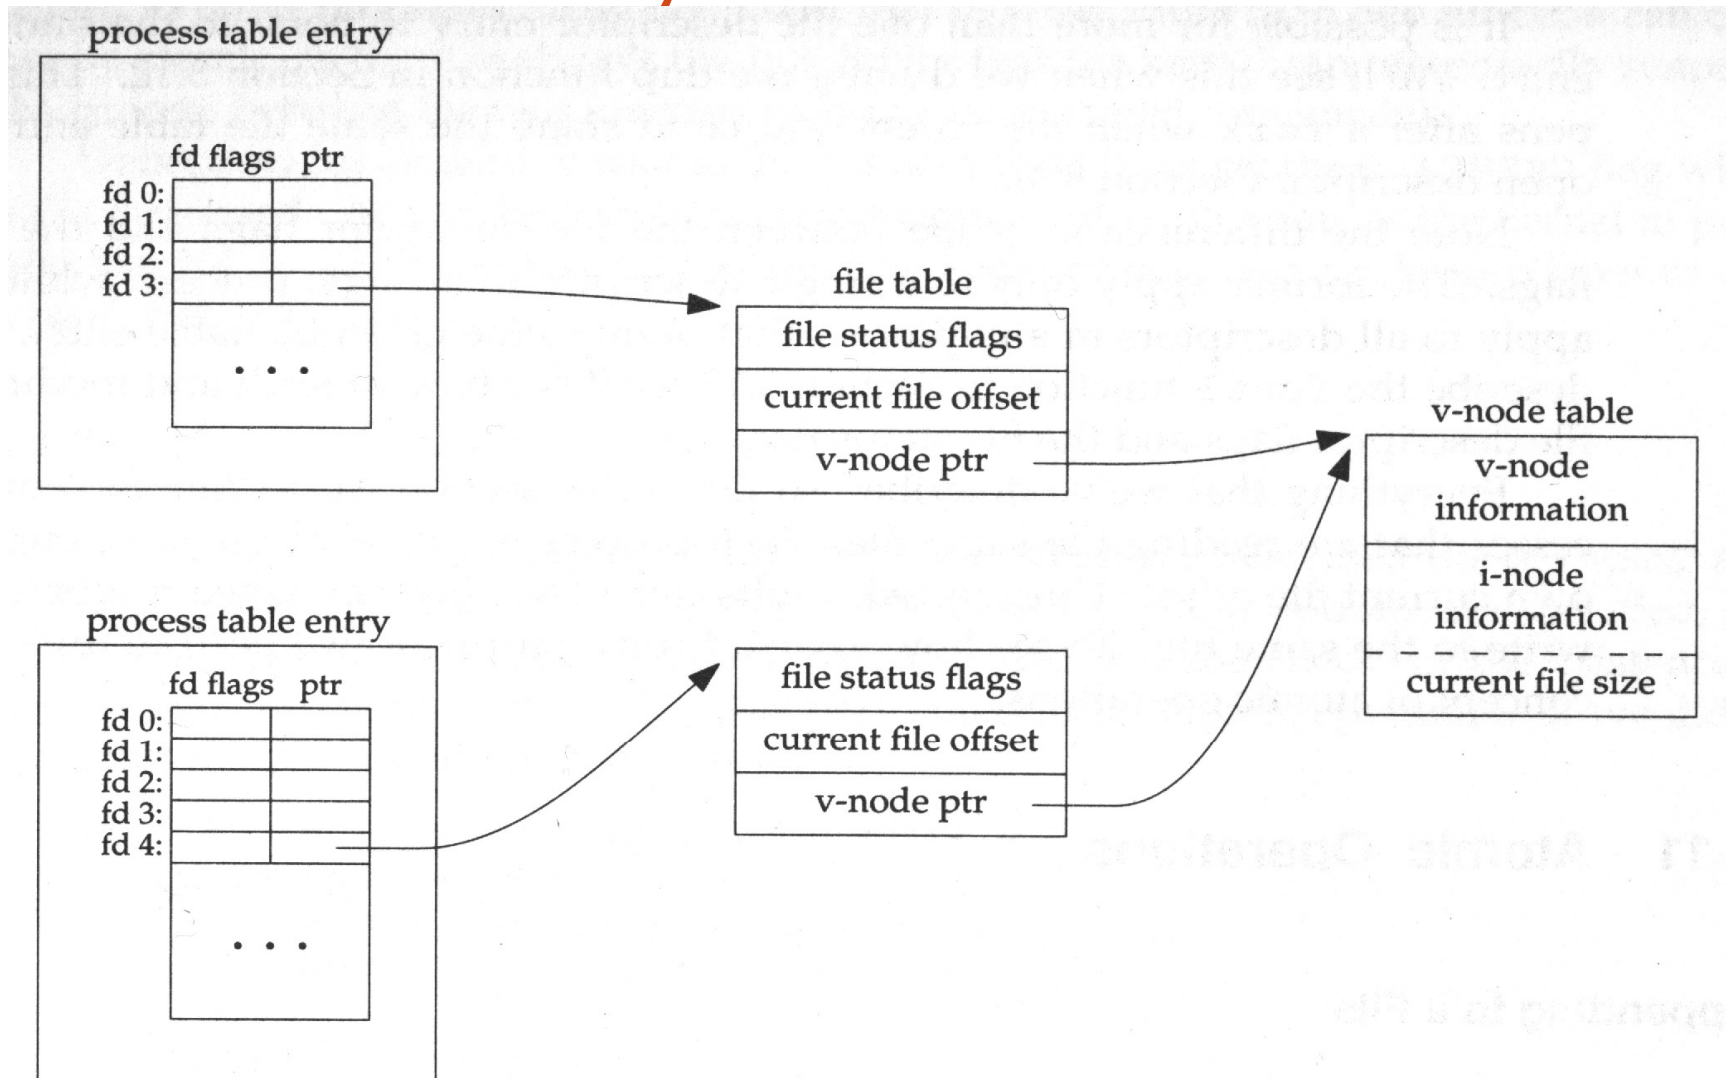 process table entry
fd flags ptr
fd 0:
fd 1:
fd 2:
fd 3:
• • •
file table
file status flags
current file offset
v-node ptr
v-node table
v-node
information
i-node
information
current file size
process table entry
fd flags ptr
fd 0:
fd 1:
fd 2:
fd 3:
fd 4:
• • •
file status flags
current file offset
v-node ptr